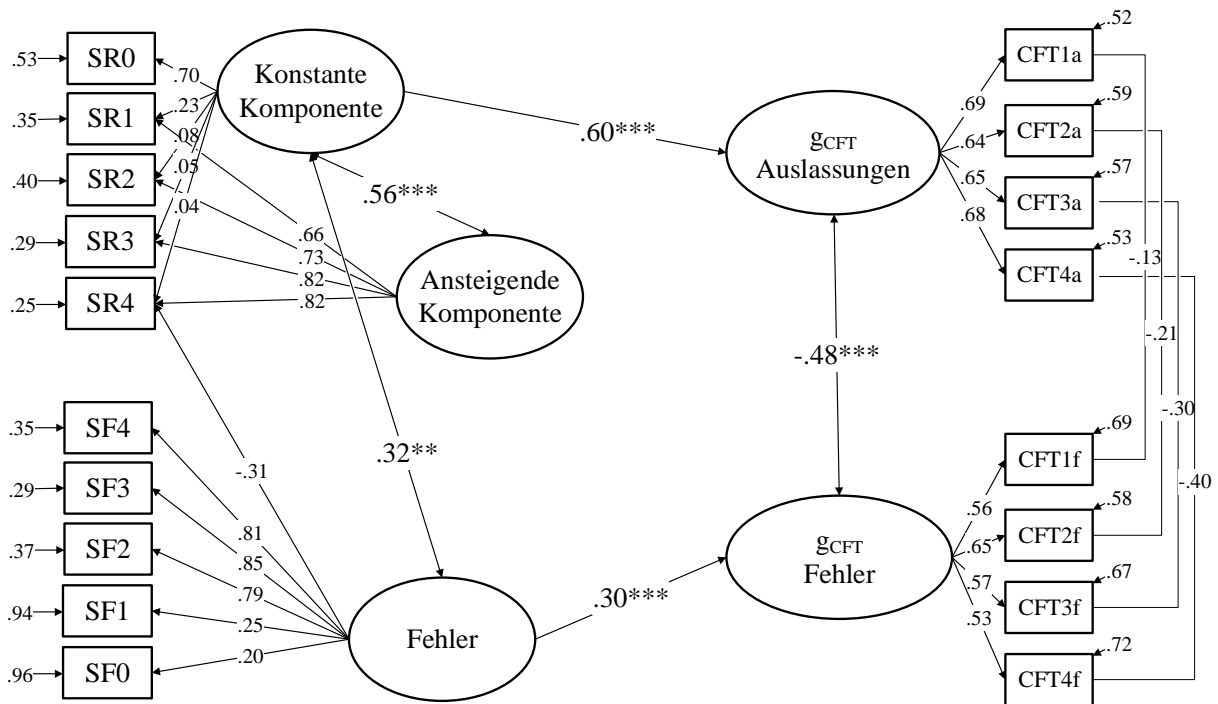 .53
SR0
.35
SR1
.40
SR2
.29
SR3
.25
SR4
.70
.23
.08
.05
.04
Konstante
Komponente
.56***
.66
.73
.82
.82
Ansteigende
Komponente
.60***
g_CFT
Auslassungen
.69
.64
.65
.68
.52
CFT1a
.59
CFT2a
.57
CFT3a
.53
CFT4a
-.13
-.21
-.30
-.40
-.48***
.32**
-.31
.35
SF4
.29
SF3
.37
SF2
.94
SF1
.96
SF0
.81
.85
.79
.25
.20
Fehler
.30***
g_CFT
Fehler
.56
.65
.57
.53
.69
CFT1f
.58
CFT2f
.67
CFT3f
.72
CFT4f